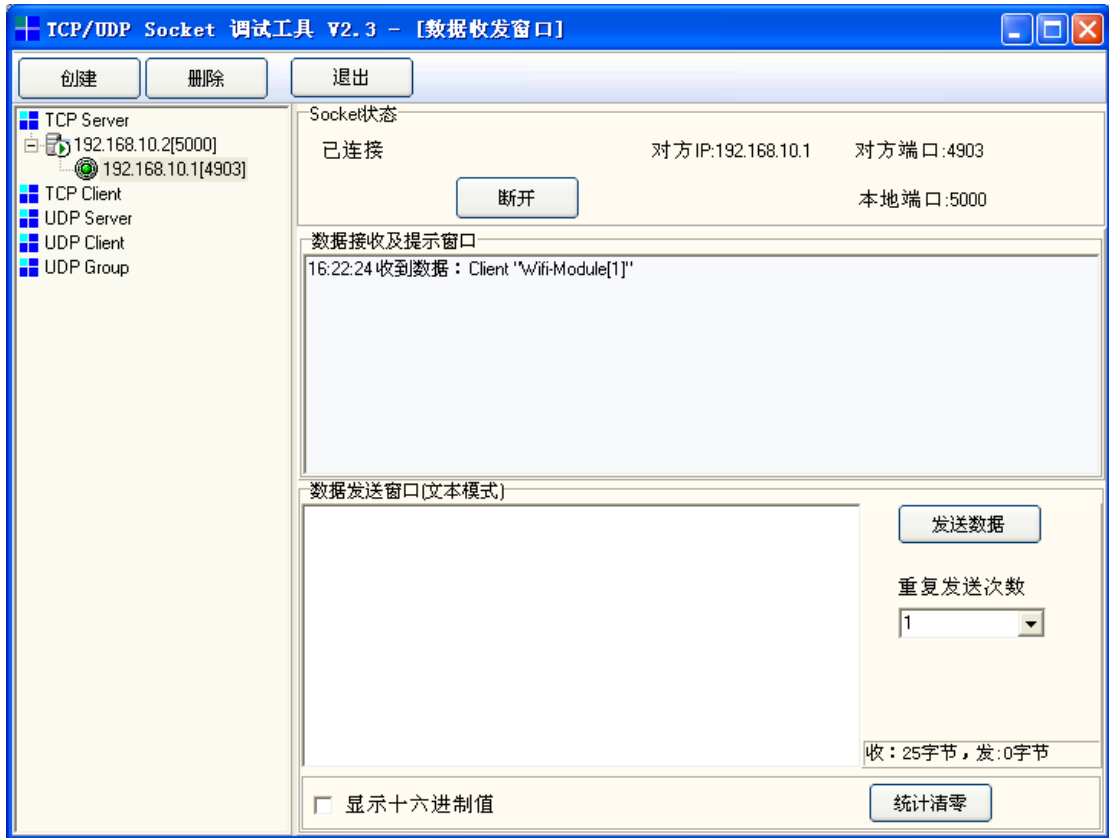 TCP/UDP Socket 调试工具 V2.3 - [数据收发窗口]
创建 删除 退出
TCP Server
192.168.10.2[5000]
192.168.10.1[4903]
TCP Client
UDP Server
UDP Client
UDP Group
Socket状态
已连接 对方IP:192.168.10.1 对方端口:4903
断开 本地端口:5000
数据接收及提示窗口
16:22:24 收到数据：Client "Wifi-Module[1]"
数据发送窗口(文本模式)
发送数据
重复发送次数
1
收：25字节，发:0字节
显示十六进制值 统计清零